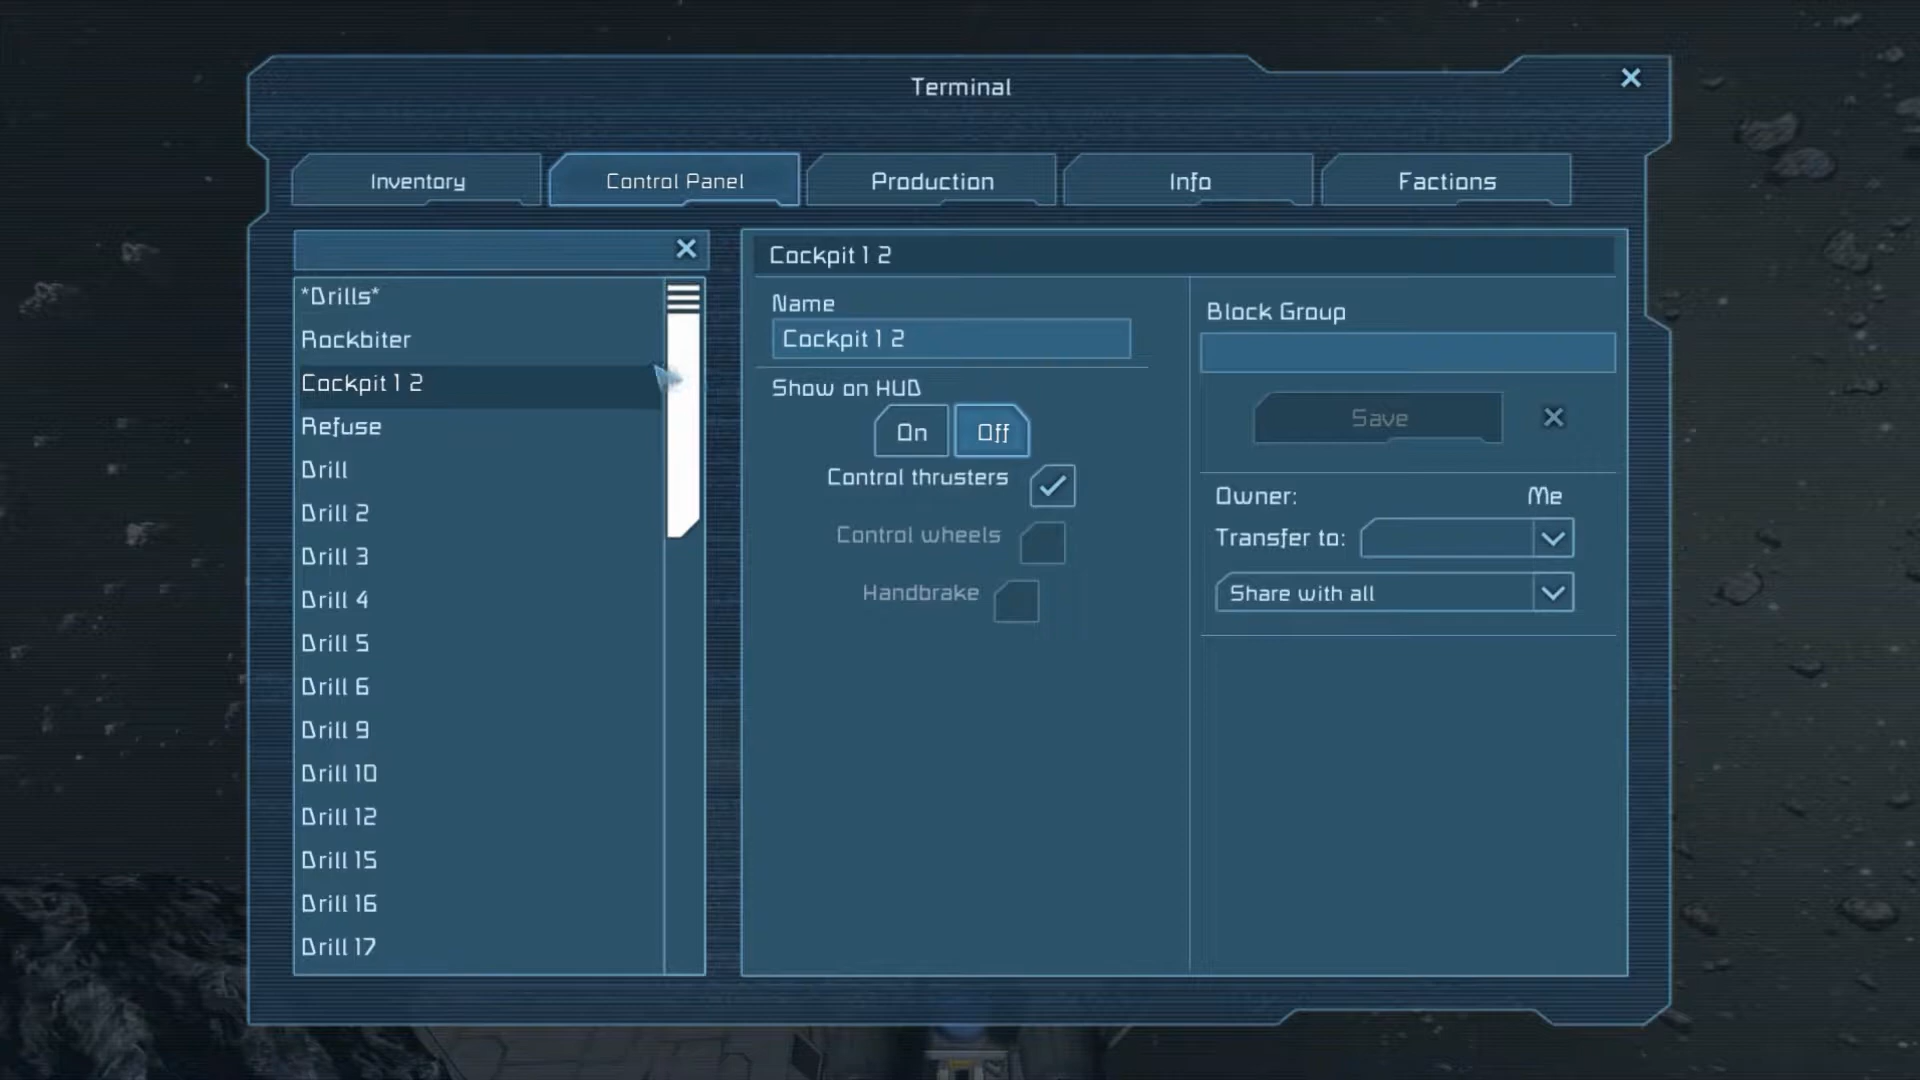 Terminal
Inventory
Control Panel
Production
Info
Factions
*Drills*
Rockbiter
Cockpit 1 2
Refuse
Drill
Drill 2
Drill 3
Drill 4
Drill 5
Drill 6
Drill 9
Drill 10
Drill 12
Drill 15
Drill 16
Drill 17
Cockpit 1 2
Name
Cockpit 1 2
Show on HUD
On Off
Control thrusters
Control wheels
Handbrake
Block Group
Save
Owner: Me
Transfer to:
Share with all